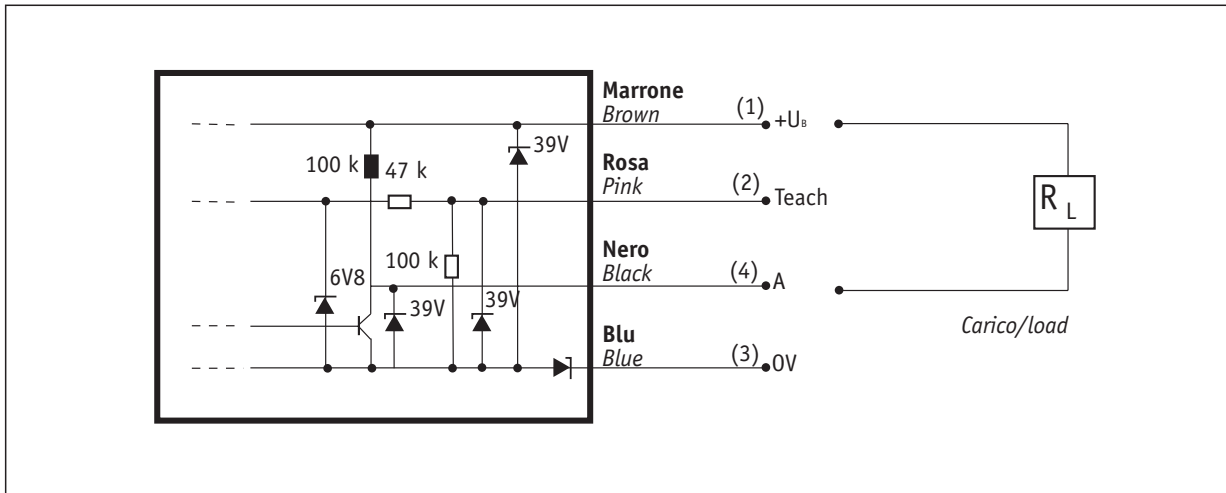 Marrone
Brown
(1)
+UB
39V
100 k
47 k
Rosa
Pink
(2)
Teach
RL
Nero
Black
100 k
(4)
A
6V8
39V
39V
Carico/load
Blu
Blue
(3)
0V